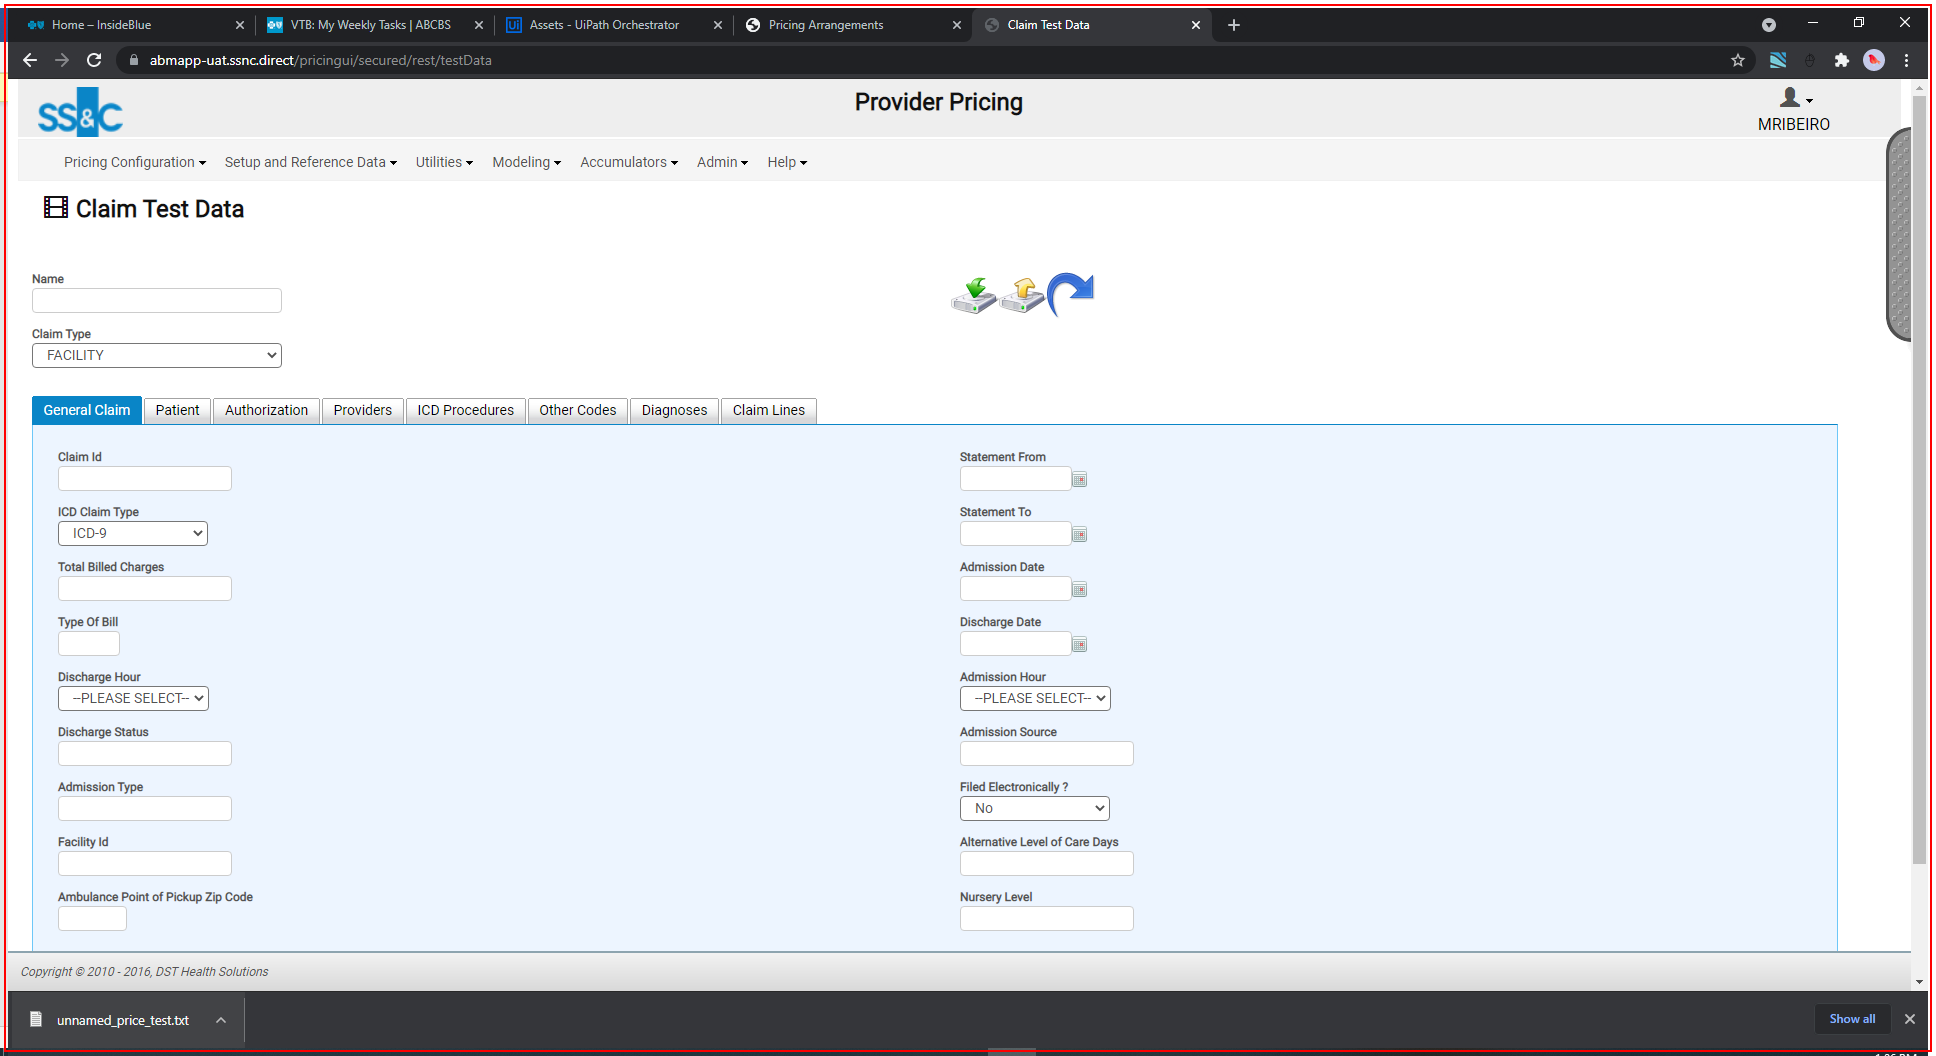 Home – InsideBlue
VTB: My Weekly Tasks | ABCBS
Assets - UiPath Orchestrator
Pricing Arrangements
Claim Test Data
abmapp-uat.ssnc.direct/pricingui/secured/rest/testData
SS&C
Provider Pricing
MRIBEIRO
Pricing Configuration
Setup and Reference Data
Utilities
Modeling
Accumulators
Admin
Help
Claim Test Data
Name
Claim Type
FACILITY
General Claim
Patient
Authorization
Providers
ICD Procedures
Other Codes
Diagnoses
Claim Lines
Claim Id
Statement From
ICD Claim Type
ICD-9
Statement To
Total Billed Charges
Admission Date
Type Of Bill
Discharge Date
Discharge Hour
--PLEASE SELECT--
Admission Hour
--PLEASE SELECT--
Discharge Status
Admission Source
Admission Type
Filed Electronically ?
No
Facility Id
Alternative Level of Care Days
Ambulance Point of Pickup Zip Code
Nursery Level
Copyright © 2010 - 2016, DST Health Solutions
unnamed_price_test.txt
Show all